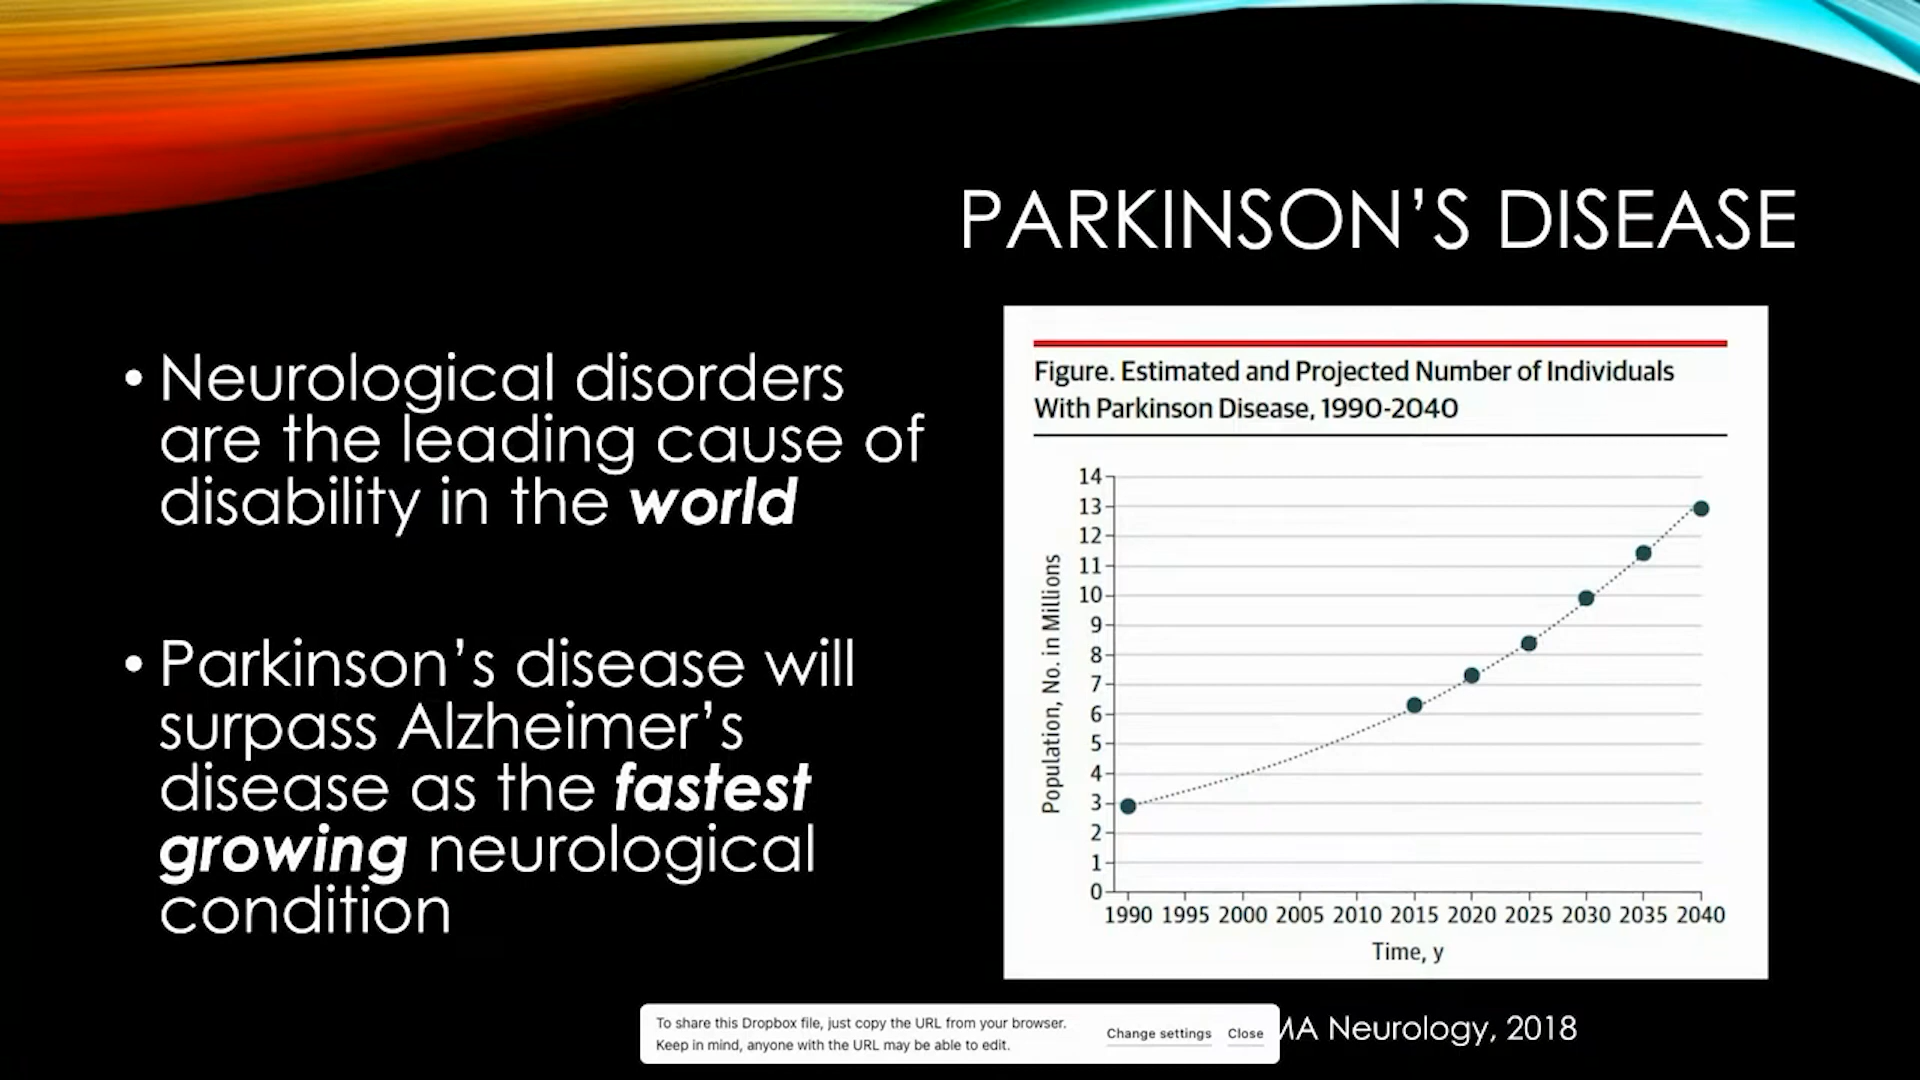 PARKINSON’S DISEASE
• Neurological disorders
are the leading cause of
disability in the world
• Parkinson’s disease will
surpass Alzheimer’s
disease as the fastest
growing neurological
condition
Figure. Estimated and Projected Number of Individuals
With Parkinson Disease, 1990-2040
Population, No. in Millions
14
13
12
11
10
9
8
7
6
5
4
3
2
1
0
1990 1995 2000 2005 2010 2015 2020 2025 2030 2035 2040
Time, y
To share this Dropbox file, just copy the URL from your browser.
Keep in mind, anyone with the URL may be able to edit.
Change settings Close
MA Neurology, 2018